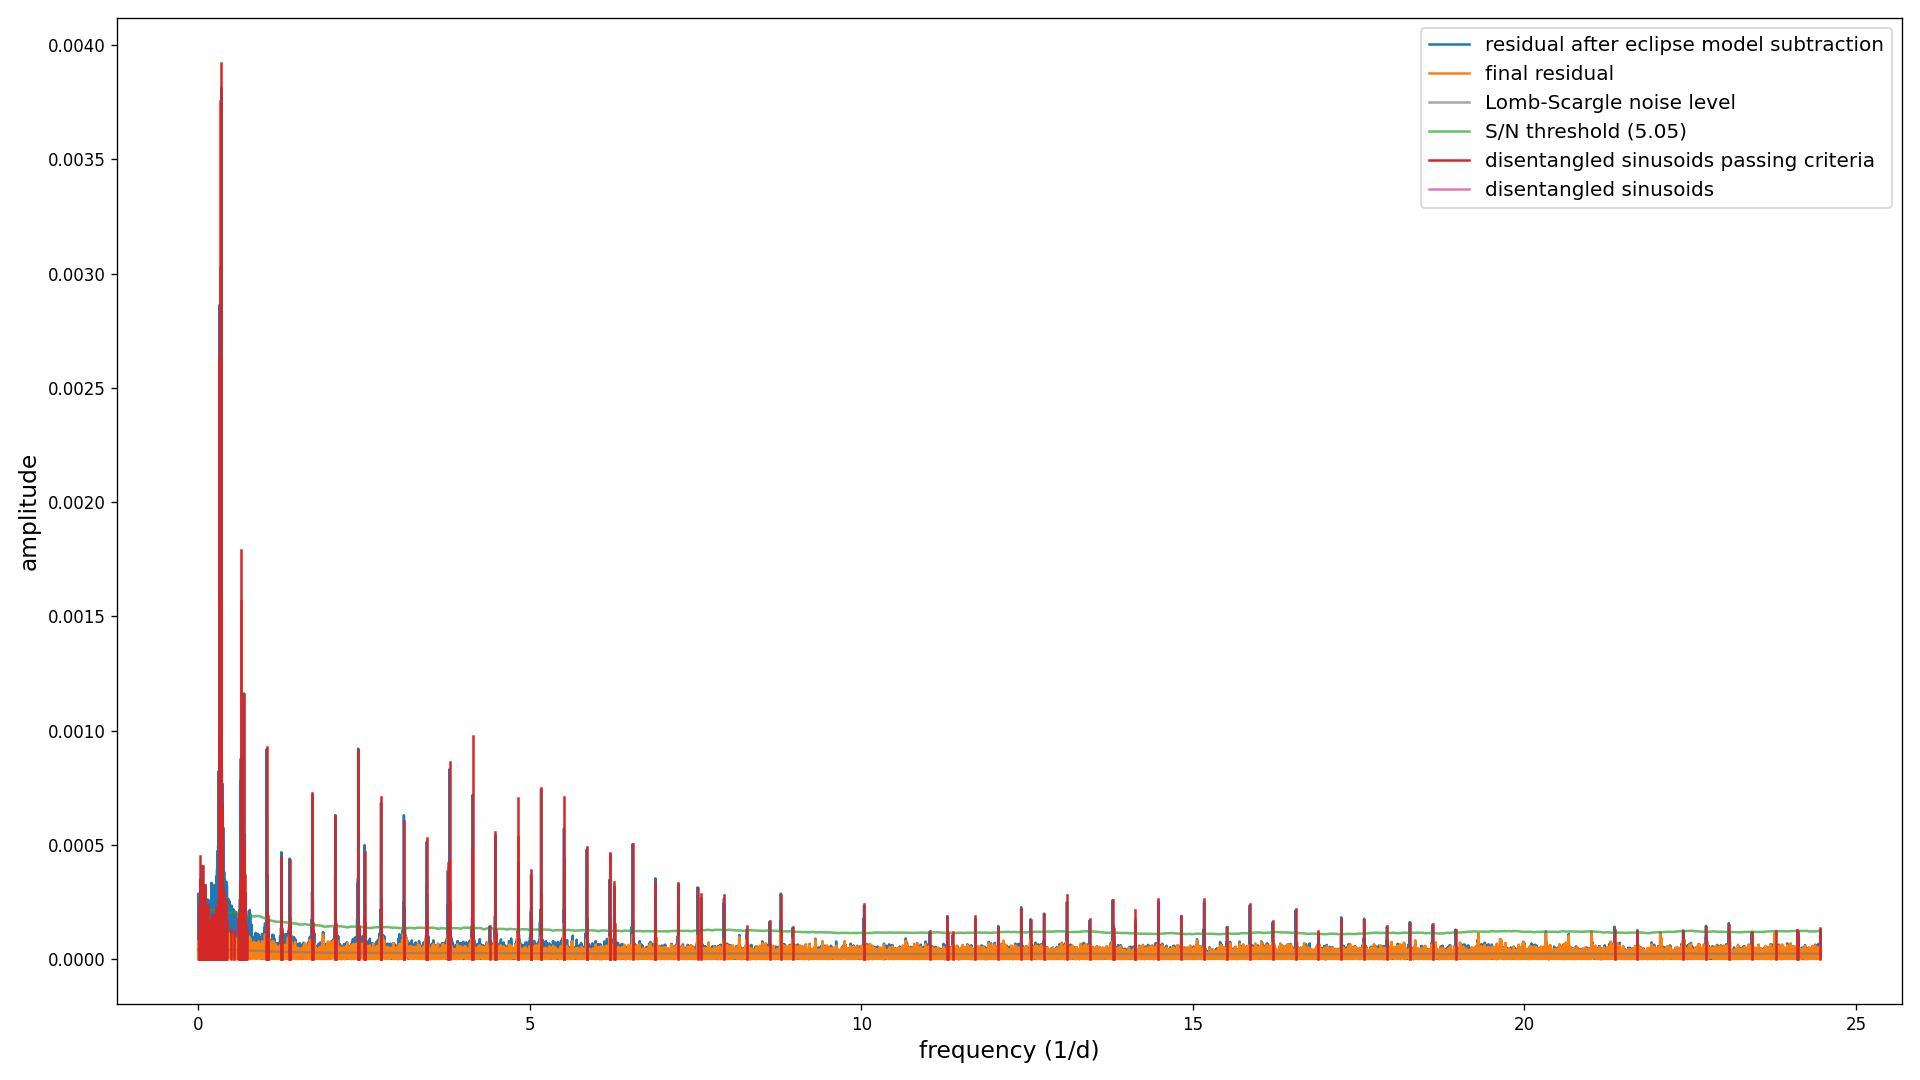 residual after eclipse model subtraction
final residual
Lomb-Scargle noise level
S/N threshold (5.05)
disentangled sinusoids passing criteria
disentangled sinusoids
amplitude
0.0040
0.0035
0.0030
0.0025
0.0020
0.0015
0.0010
0.0005
0.0000
0 5 10 15 20 25
frequency (1/d)